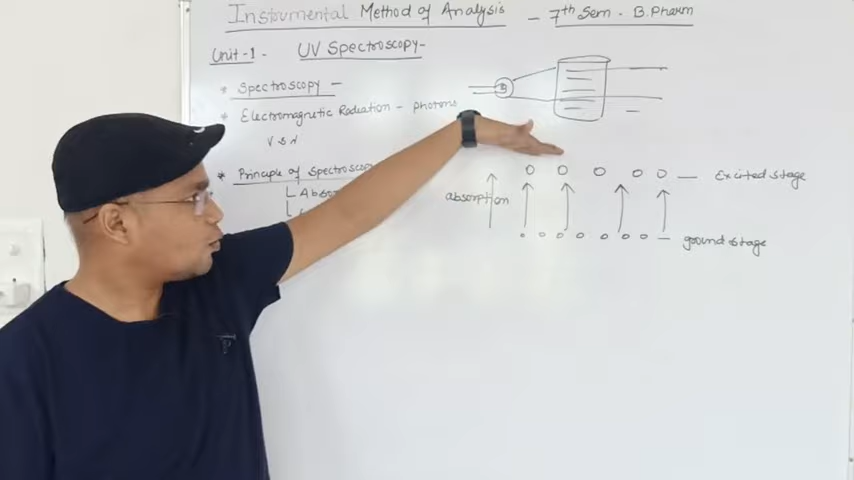 Instrumental Method of Analysis - 7th Sem - B.Pharm
Unit-1 - UV Spectroscopy-
* Spectroscopy -
* Electromagnetic Radiation - photons
* Principle of Spectroscopy
absorption
Excited stage
ground stage